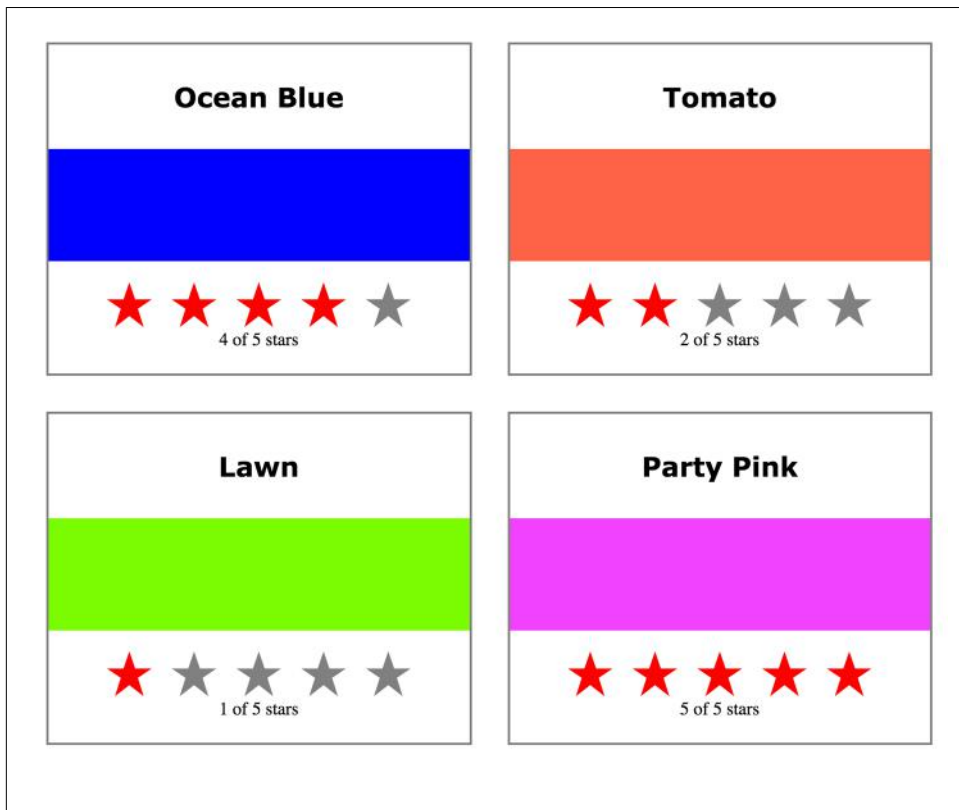 Ocean Blue
4 of 5 stars
Tomato
2 of 5 stars
Lawn
1 of 5 stars
Party Pink
5 of 5 stars